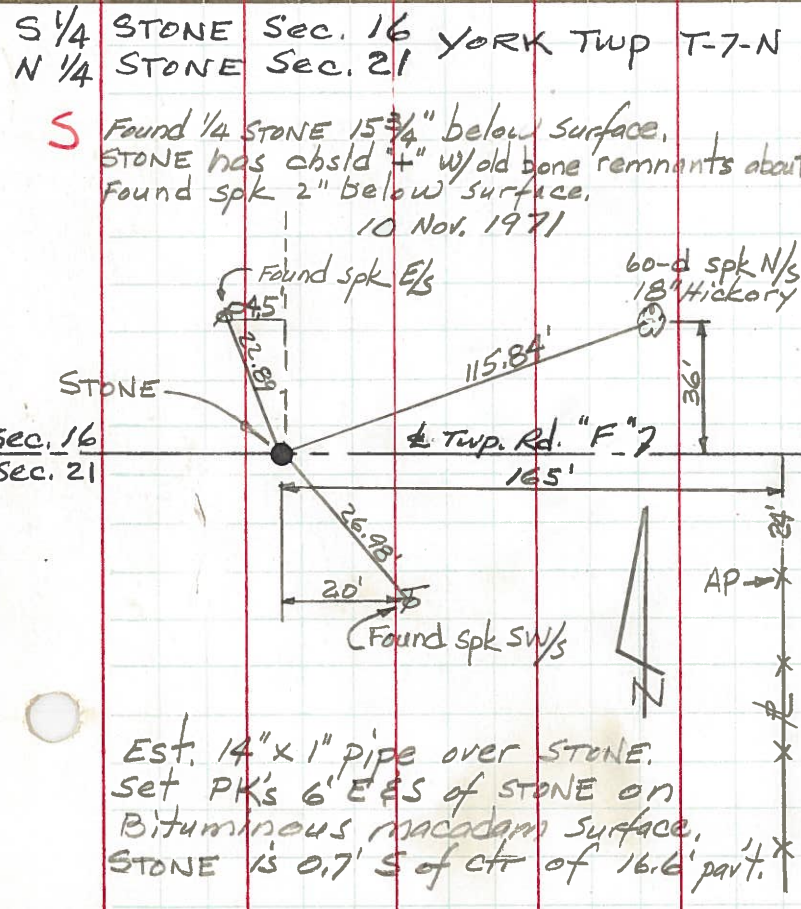 S 1/4 STONE Sec. 16 YORK TWP T-7-N
N 1/4 STONE Sec. 21
S Found 1/4 STONE 15 3/4" below surface.
STONE has chsld "+" w/old bone remnants about
Found spk 2" below surface.
10 Nov. 1971
Found spk E/s
60-d spk N/s
18" Hickory
4.5'
22.89
115.84'
36'
STONE
Sec. 16
Sec. 21
℄ Twp. Rd. "F" 7
165'
24'
26.98'
20'
AP
Found spk SW/s
N
℄
Est. 14" x 1" pipe over STONE.
Set PK's 6' E & S of STONE on
Bituminous macadam surface.
STONE is 0.7' S of ctr of 16.6' pav't.